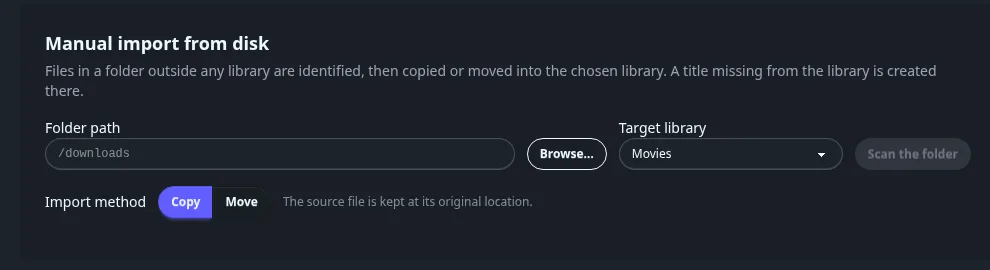 Manual import from disk
Files in a folder outside any library are identified, then copied or moved into the chosen library. A title missing from the library is created
there.
Folder path
Target library
/downloads
Browse...
Movies
Scan the folder
Import method
Copy
Move
The source file is kept at its original location.